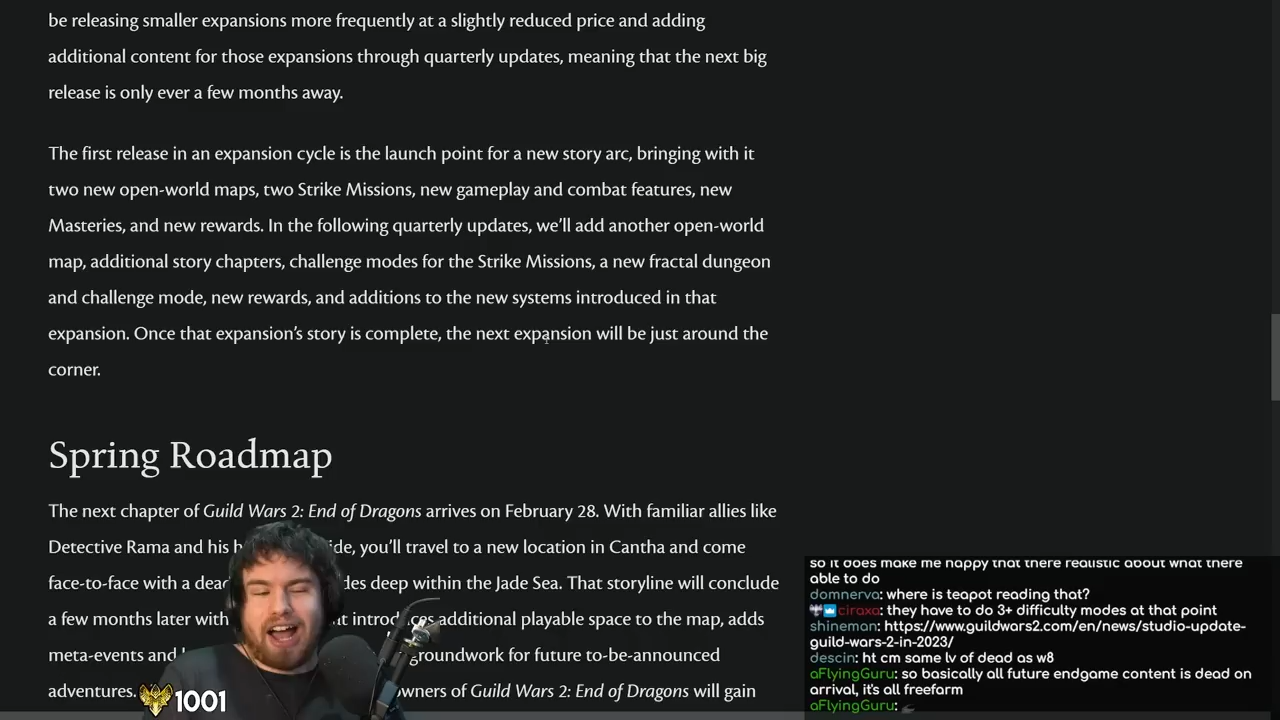 be releasing smaller expansions more frequently at a slightly reduced price and adding
additional content for those expansions through quarterly updates, meaning that the next big
release is only ever a few months away.
The first release in an expansion cycle is the launch point for a new story arc, bringing with it
two new open-world maps, two Strike Missions, new gameplay and combat features, new
Masteries, and new rewards. In the following quarterly updates, we'll add another open-world
map, additional story chapters, challenge modes for the Strike Missions, a new fractal dungeon
and challenge mode, new rewards, and additions to the new systems introduced in that
expansion. Once that expansion's story is complete, the next expansion will be just around the
corner.
Spring Roadmap
The next chapter of Guild Wars 2: End of Dragons arrives on February 28. With familiar allies like
Detective Rama and his you'll travel to a new location in Cantha and come
face-to-face with a deep within the Jade Sea. That storyline will conclude
a few months later with additional playable space to the map, adds
meta-events and groundwork for future to-be-announced
adventures. owners of Guild Wars 2: End of Dragons will gain
1001
so it does make me happy that there realistic about what there
able to do
domnerva: where is teapot reading that?
ciraxa: they have to do 3+ difficulty modes at that point
shineman: https://www.guildwars2.com/en/news/studio-update-
guild-wars-2-in-2023/
descin: ht cm same lv of dead as w8
aFlyingGuru: so basically all future endgame content is dead on
arrival, it's all freefarm
aFlyingGuru: